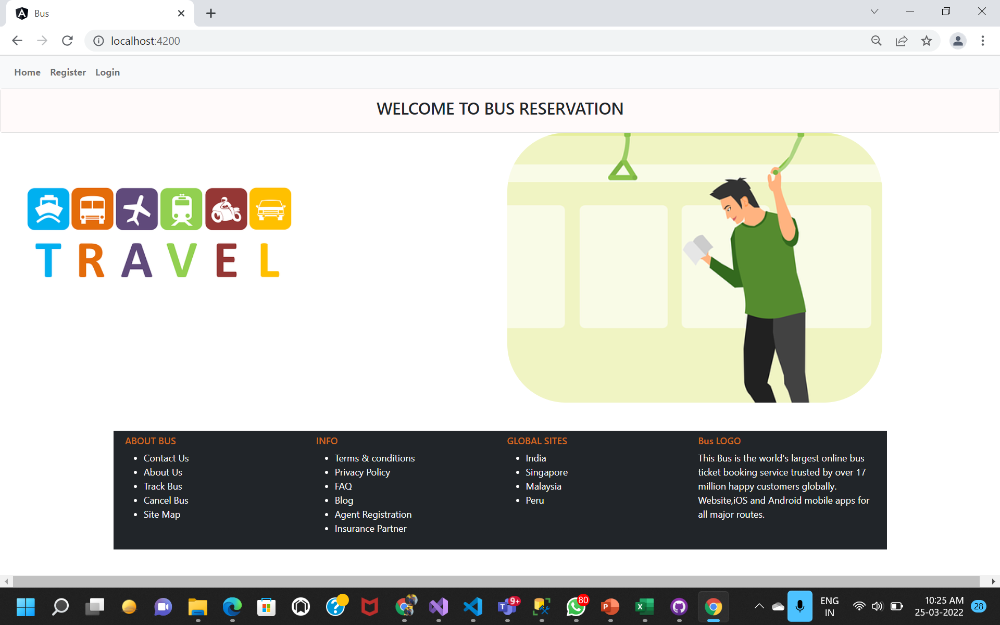 Bus
localhost:4200
Home Register Login
WELCOME TO BUS RESERVATION
TRAVEL
ABOUT BUS
Contact Us
About Us
Track Bus
Cancel Bus
Site Map
INFO
Terms & conditions
Privacy Policy
FAQ
Blog
Agent Registration
Insurance Partner
GLOBAL SITES
India
Singapore
Malaysia
Peru
Bus LOGO
This Bus is the world's largest online bus
ticket booking service trusted by over 17
million happy customers globally.
Website,iOS and Android mobile apps for
all major routes.
9+
80
ENG
IN
10:25 AM
25-03-2022
28